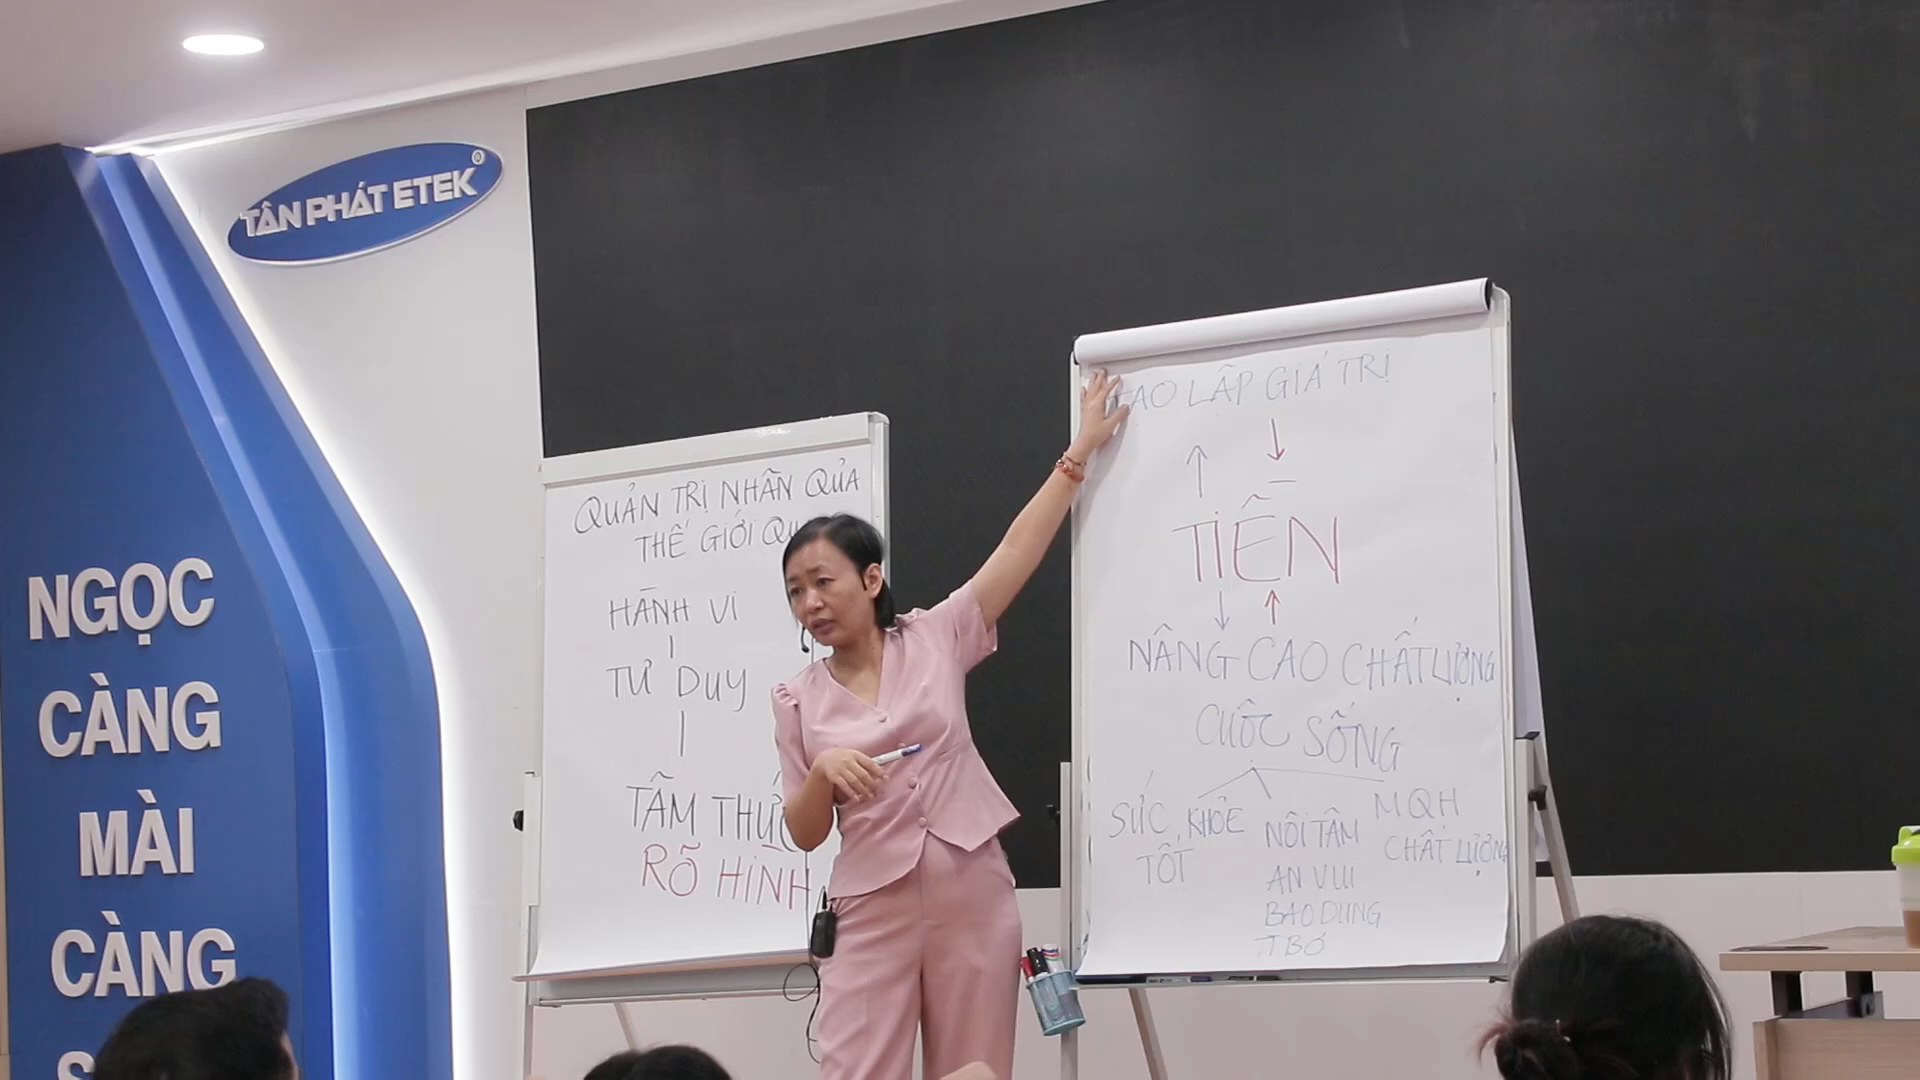 TÂN PHÁT ETEK®
NGỌC
CÀNG
MÀI
CÀNG
QUẢN TRỊ NHÂN QỦA
THẾ GIỚI
HÀNH VI
TƯ DUY
TÂM THỨC
RÕ HÌNH
TẠO LẬP GIÁ TRỊ
TIỀN
NÂNG CAO CHẤT LƯỢNG
CUỘC SỐNG
SỨC KHỎE
TỐT
NỘI TÂM
AN VUI
BAO DUNG
MQH
CHẤT LƯỢNG